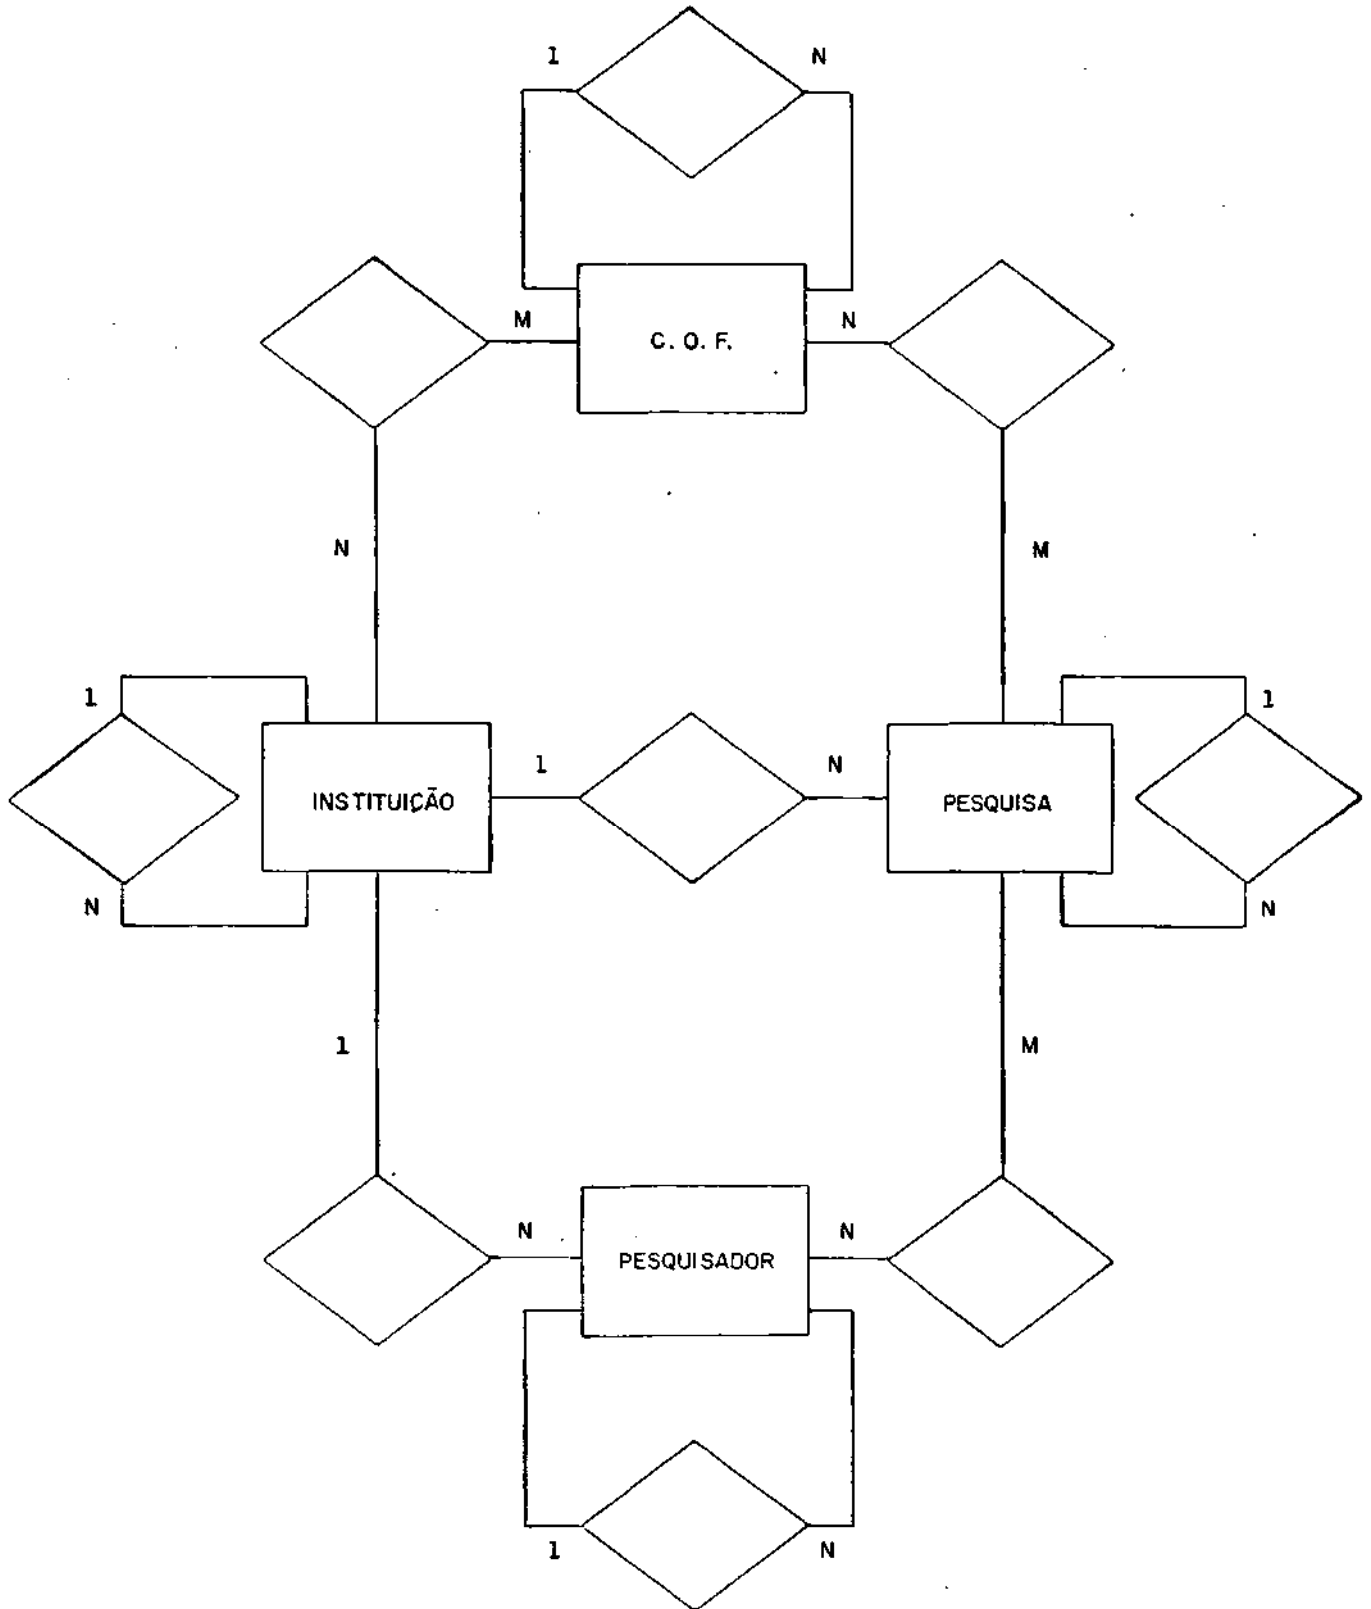 1 N
M C. O. F. N
N M
1 1
INSTITUIÇÃO 1 N PESQUISA
N N
1 M
N PESQUISADOR N
1 N